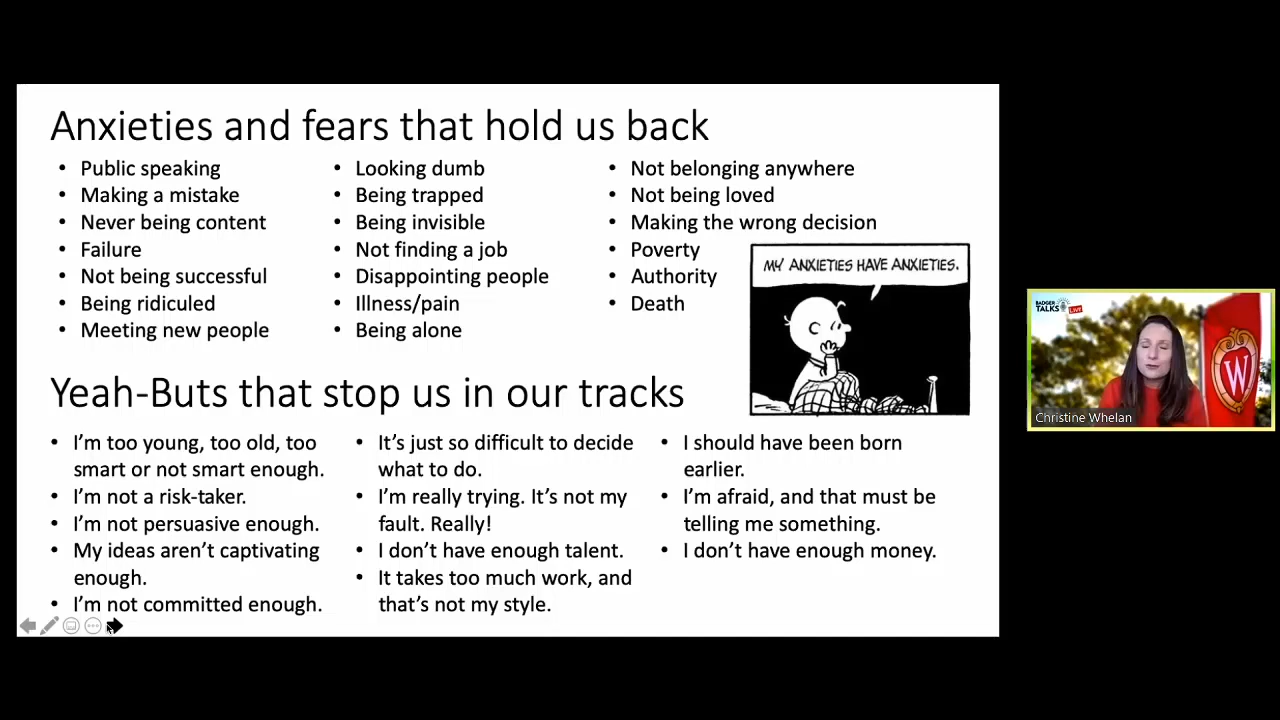 Anxieties and fears that hold us back
• Public speaking
• Making a mistake
• Never being content
• Failure
• Not being successful
• Being ridiculed
• Meeting new people
• Looking dumb
• Being trapped
• Being invisible
• Not finding a job
• Disappointing people
• Illness/pain
• Being alone
• Not belonging anywhere
• Not being loved
• Making the wrong decision
• Poverty
• Authority
• Death
MY ANXIETIES HAVE ANXIETIES.
Yeah-Buts that stop us in our tracks
• I'm too young, too old, too
smart or not smart enough.
• I'm not a risk-taker.
• I'm not persuasive enough.
• My ideas aren't captivating
enough.
• I'm not committed enough.
• It's just so difficult to decide
what to do.
• I'm really trying. It's not my
fault. Really!
• I don't have enough talent.
• It takes too much work, and
that's not my style.
• I should have been born
earlier.
• I'm afraid, and that must be
telling me something.
• I don't have enough money.
BADGER
TALKS LIVE
W
Christine Whelan